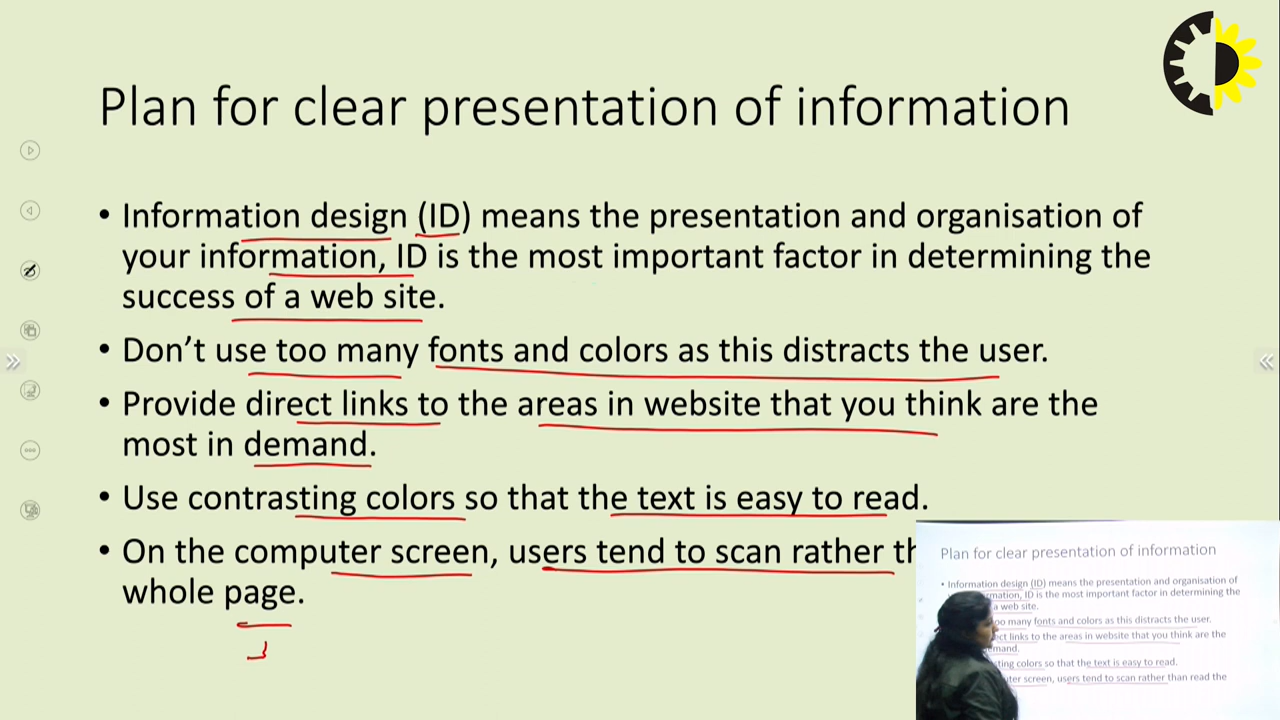 Plan for clear presentation of information
• Information design (ID) means the presentation and organisation of
your information, ID is the most important factor in determining the
success of a web site.
• Don’t use too many fonts and colors as this distracts the user.
• Provide direct links to the areas in website that you think are the
most in demand.
• Use contrasting colors so that the text is easy to read.
• On the computer screen, users tend to scan rather th
whole page.
Plan for clear presentation of information
• Information design (ID) means the presentation and organisation of
mation, ID is the most important factor in determining the
a web site.
oo many fonts and colors as this distracts the user.
ct links to the areas in website that you think are the
mand.
sting colors so that the text is easy to read.
uter screen, users tend to scan rather than read the